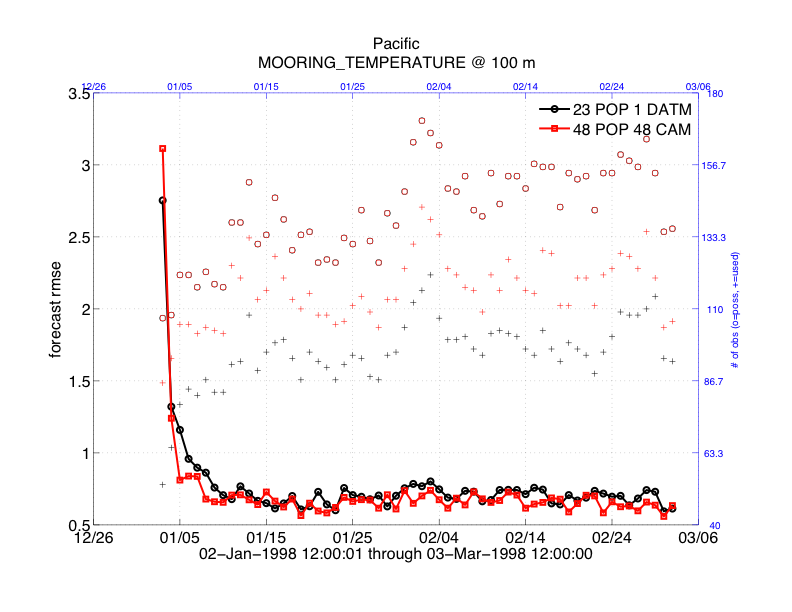 Pacific
MOORING_TEMPERATURE @ 100 m
12/26 01/05 01/15 01/25 02/04 02/14 02/24 03/06
3.5 180
23 POP 1 DATM
48 POP 48 CAM
3 156.7
2.5 133.3
2 110
1.5 86.7
1 63.3
0.5 40
forecast rmse
# of obs (o=poss, +=used)
12/26 01/05 01/15 01/25 02/04 02/14 02/24 03/06
02-Jan-1998 12:00:01 through 03-Mar-1998 12:00:00